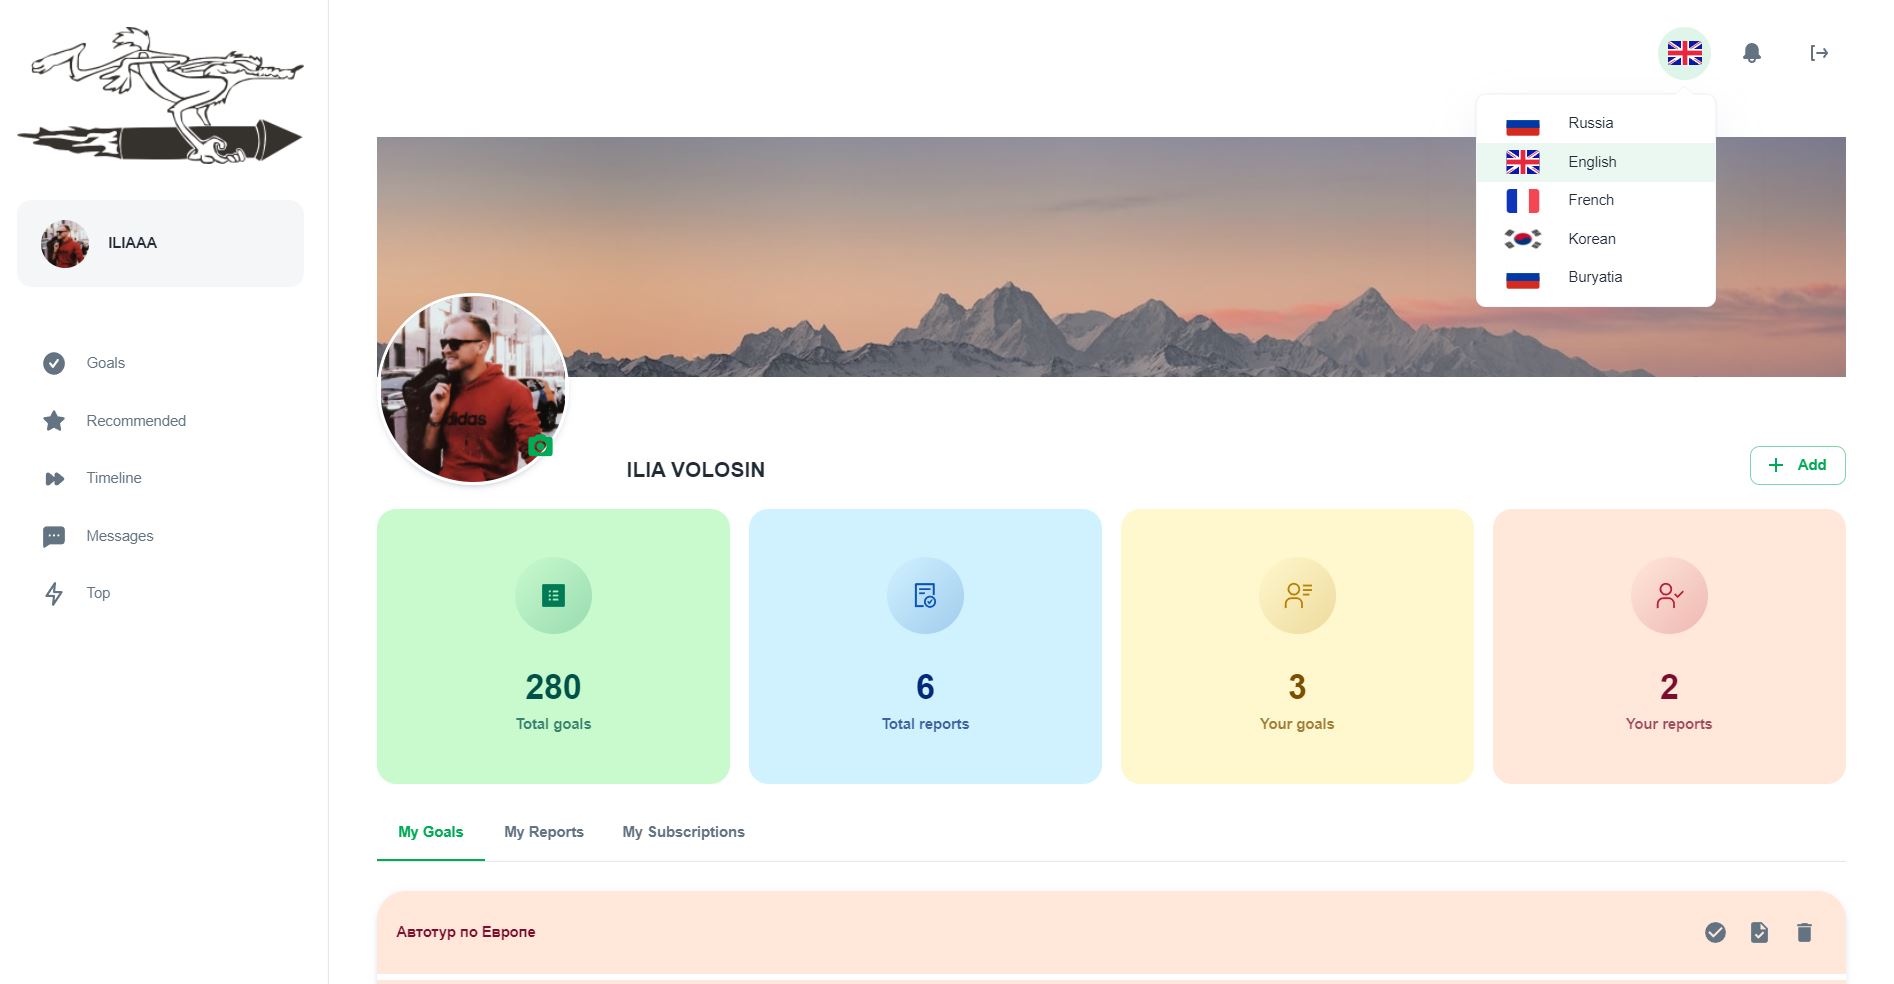 Russia
English
French
Korean
Buryatia
ILIAAA
Goals
Recommended
Timeline
Messages
Top
adidas
ILIA VOLOSIN
Add
280
Total goals
6
Total reports
3
Your goals
2
Your reports
My Goals
My Reports
My Subscriptions
Автотур по Европе